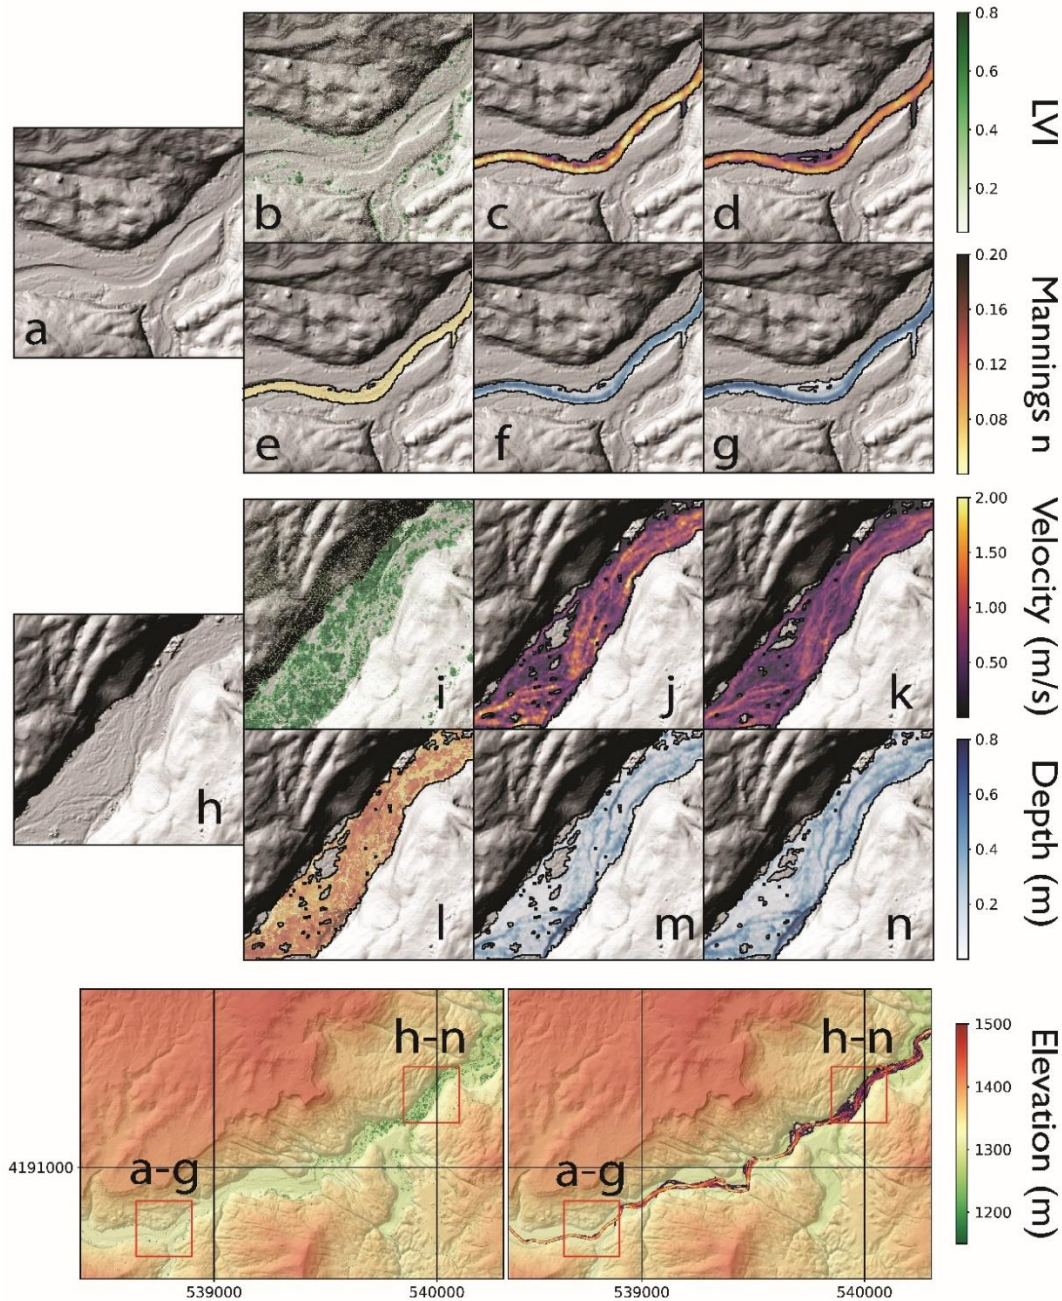 0.8
0.6
0.4
0.2
LVI
a
b
c
d
0.20
0.16
0.12
0.08
Mannings n
e
f
g
2.00
1.50
1.00
0.50
Velocity (m/s)
h
i
j
k
0.8
0.6
0.4
0.2
Depth (m)
l
m
n
h-n
h-n
1500
1400
1300
1200
Elevation (m)
4191000
a-g
a-g
539000
540000
539000
540000